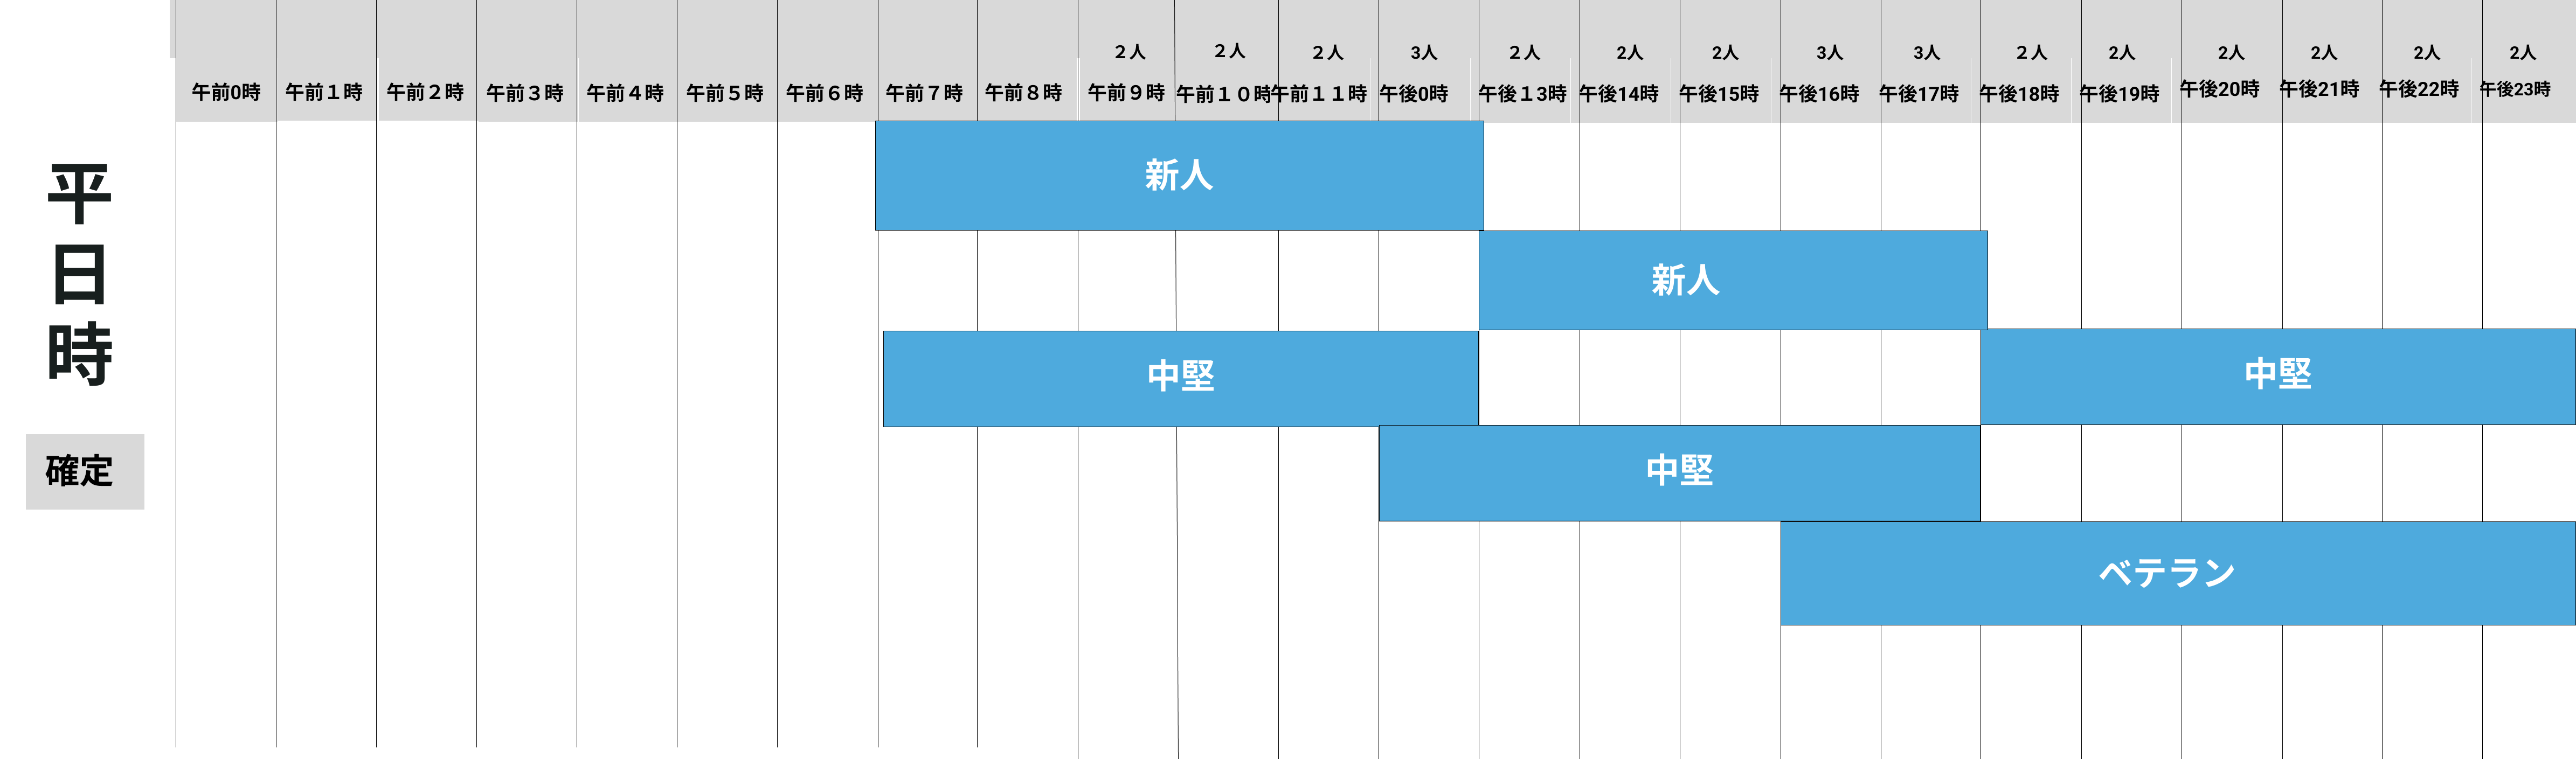 ２人 ２人 ２人 3人 ２人 2人 2人 3人 3人 ２人 2人 2人 2人 2人 2人
午前0時 午前１時 午前２時 午前３時 午前４時 午前５時 午前６時 午前７時 午前８時 午前９時 午前１０時 午前１１時 午後0時 午後１3時 午後14時 午後15時 午後16時 午後17時 午後18時 午後19時 午後20時 午後21時 午後22時 午後23時
平日時
新人
新人
中堅 中堅
確定
中堅
ベテラン